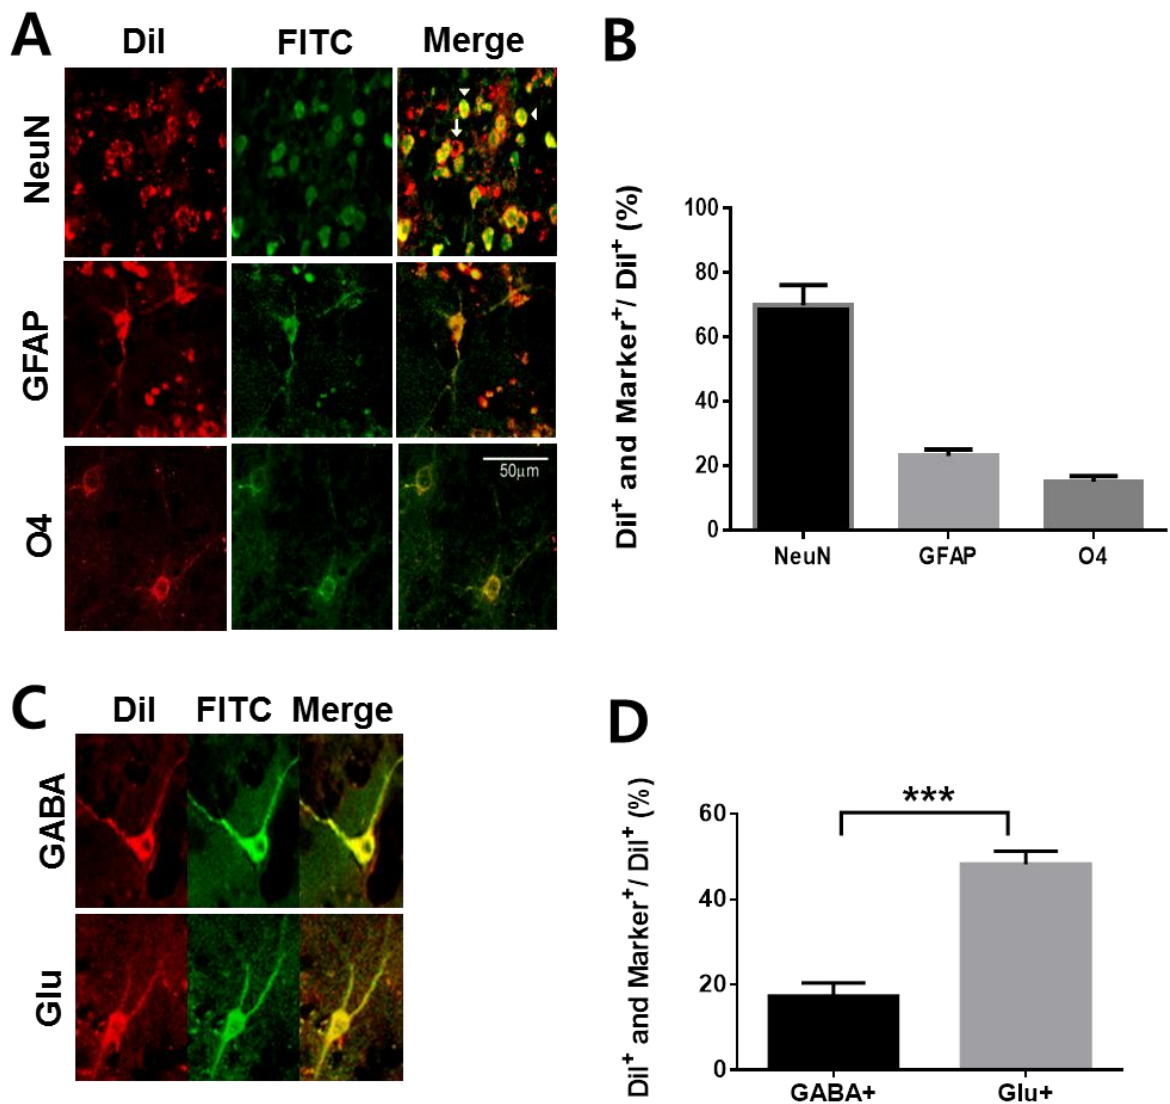 A
DiI FITC Merge
NeuN
GFAP
O4
50μm
B
DiI⁺ and Marker⁺/ DiI⁺ (%)
100
80
60
40
20
0
NeuN GFAP O4
C
DiI FITC Merge
GABA
Glu
D
DiI⁺ and Marker⁺/ DiI⁺ (%)
***
60
40
20
0
GABA+ Glu+